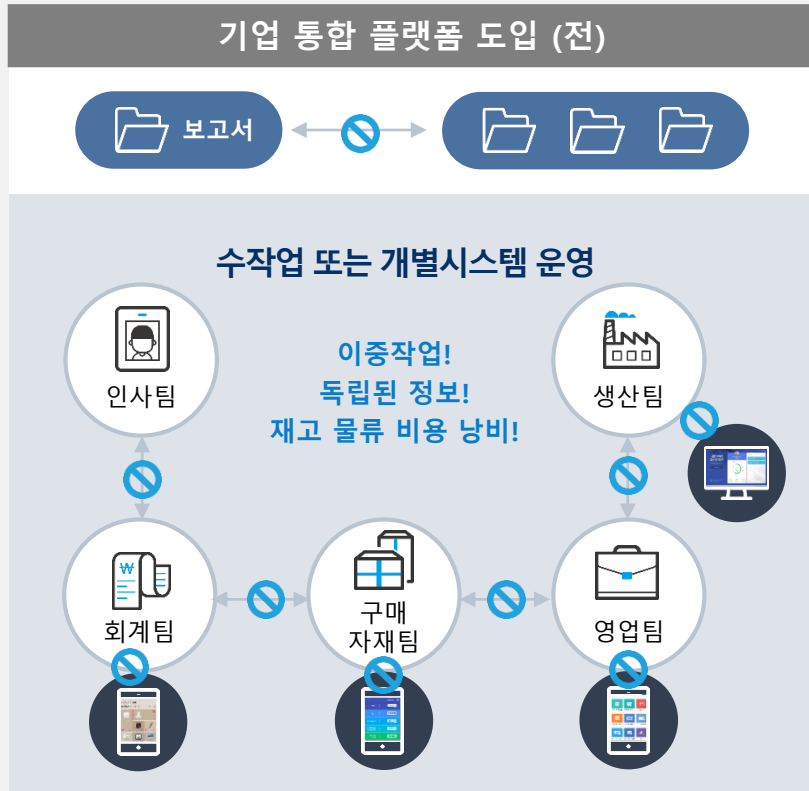 기업 통합 플랫폼 도입 (전)
보고서
수작업 또는 개별시스템 운영
이중작업!
독립된 정보!
재고 물류 비용 낭비!
인사팀
생산팀
회계팀
구매
자재팀
영업팀